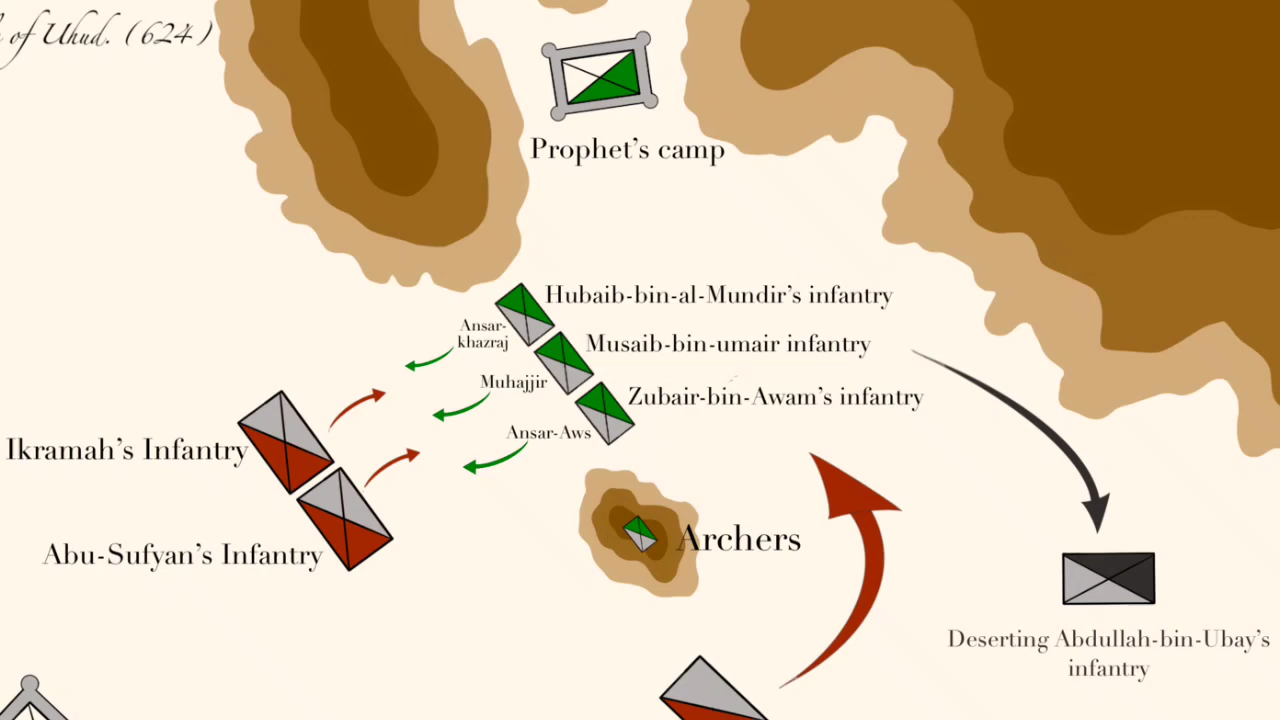 of Uhud. (624)
Prophet's camp
Hubaib-bin-al-Mundir's infantry
Ansar-
khazraj
Musaib-bin-umair infantry
Muhajjir
Zubair-bin-Awam's infantry
Ansar-Aws
Ikramah's Infantry
Abu-Sufyan's Infantry
Archers
Deserting Abdullah-bin-Ubay's
infantry